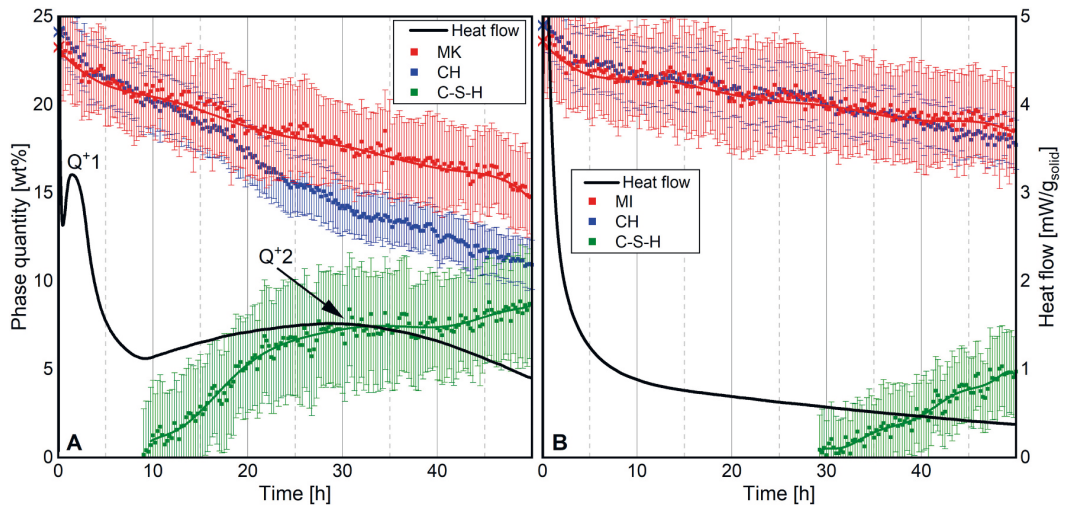 25
20
15
10
5
0
Phase quantity [wt%]
Heat flow
MK
CH
C-S-H
Q⁺1
Q⁺2
A
0
10
20
30
40
Time [h]
Heat flow
MI
CH
C-S-H
B
0
10
20
30
40
Time [h]
5
4
3
2
1
0
Heat flow [mW/g_solid]